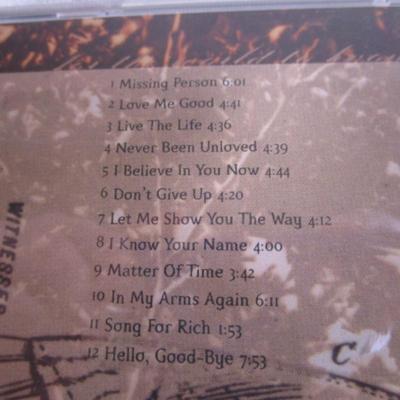 1 Missing Person 6:01
2 Love Me Good 4:41
3 Live The Life 4:36
4 Never Been Unloved 4:39
5 I Believe In You Now 4:44
6 Don't Give Up 4:20
7 Let Me Show You The Way 4:12
8 I Know Your Name 4:00
9 Matter Of Time 3:42
10 In My Arms Again 6:11
11 Song For Rich 1:53
12 Hello, Good-Bye 7:53
WITNESSES
C